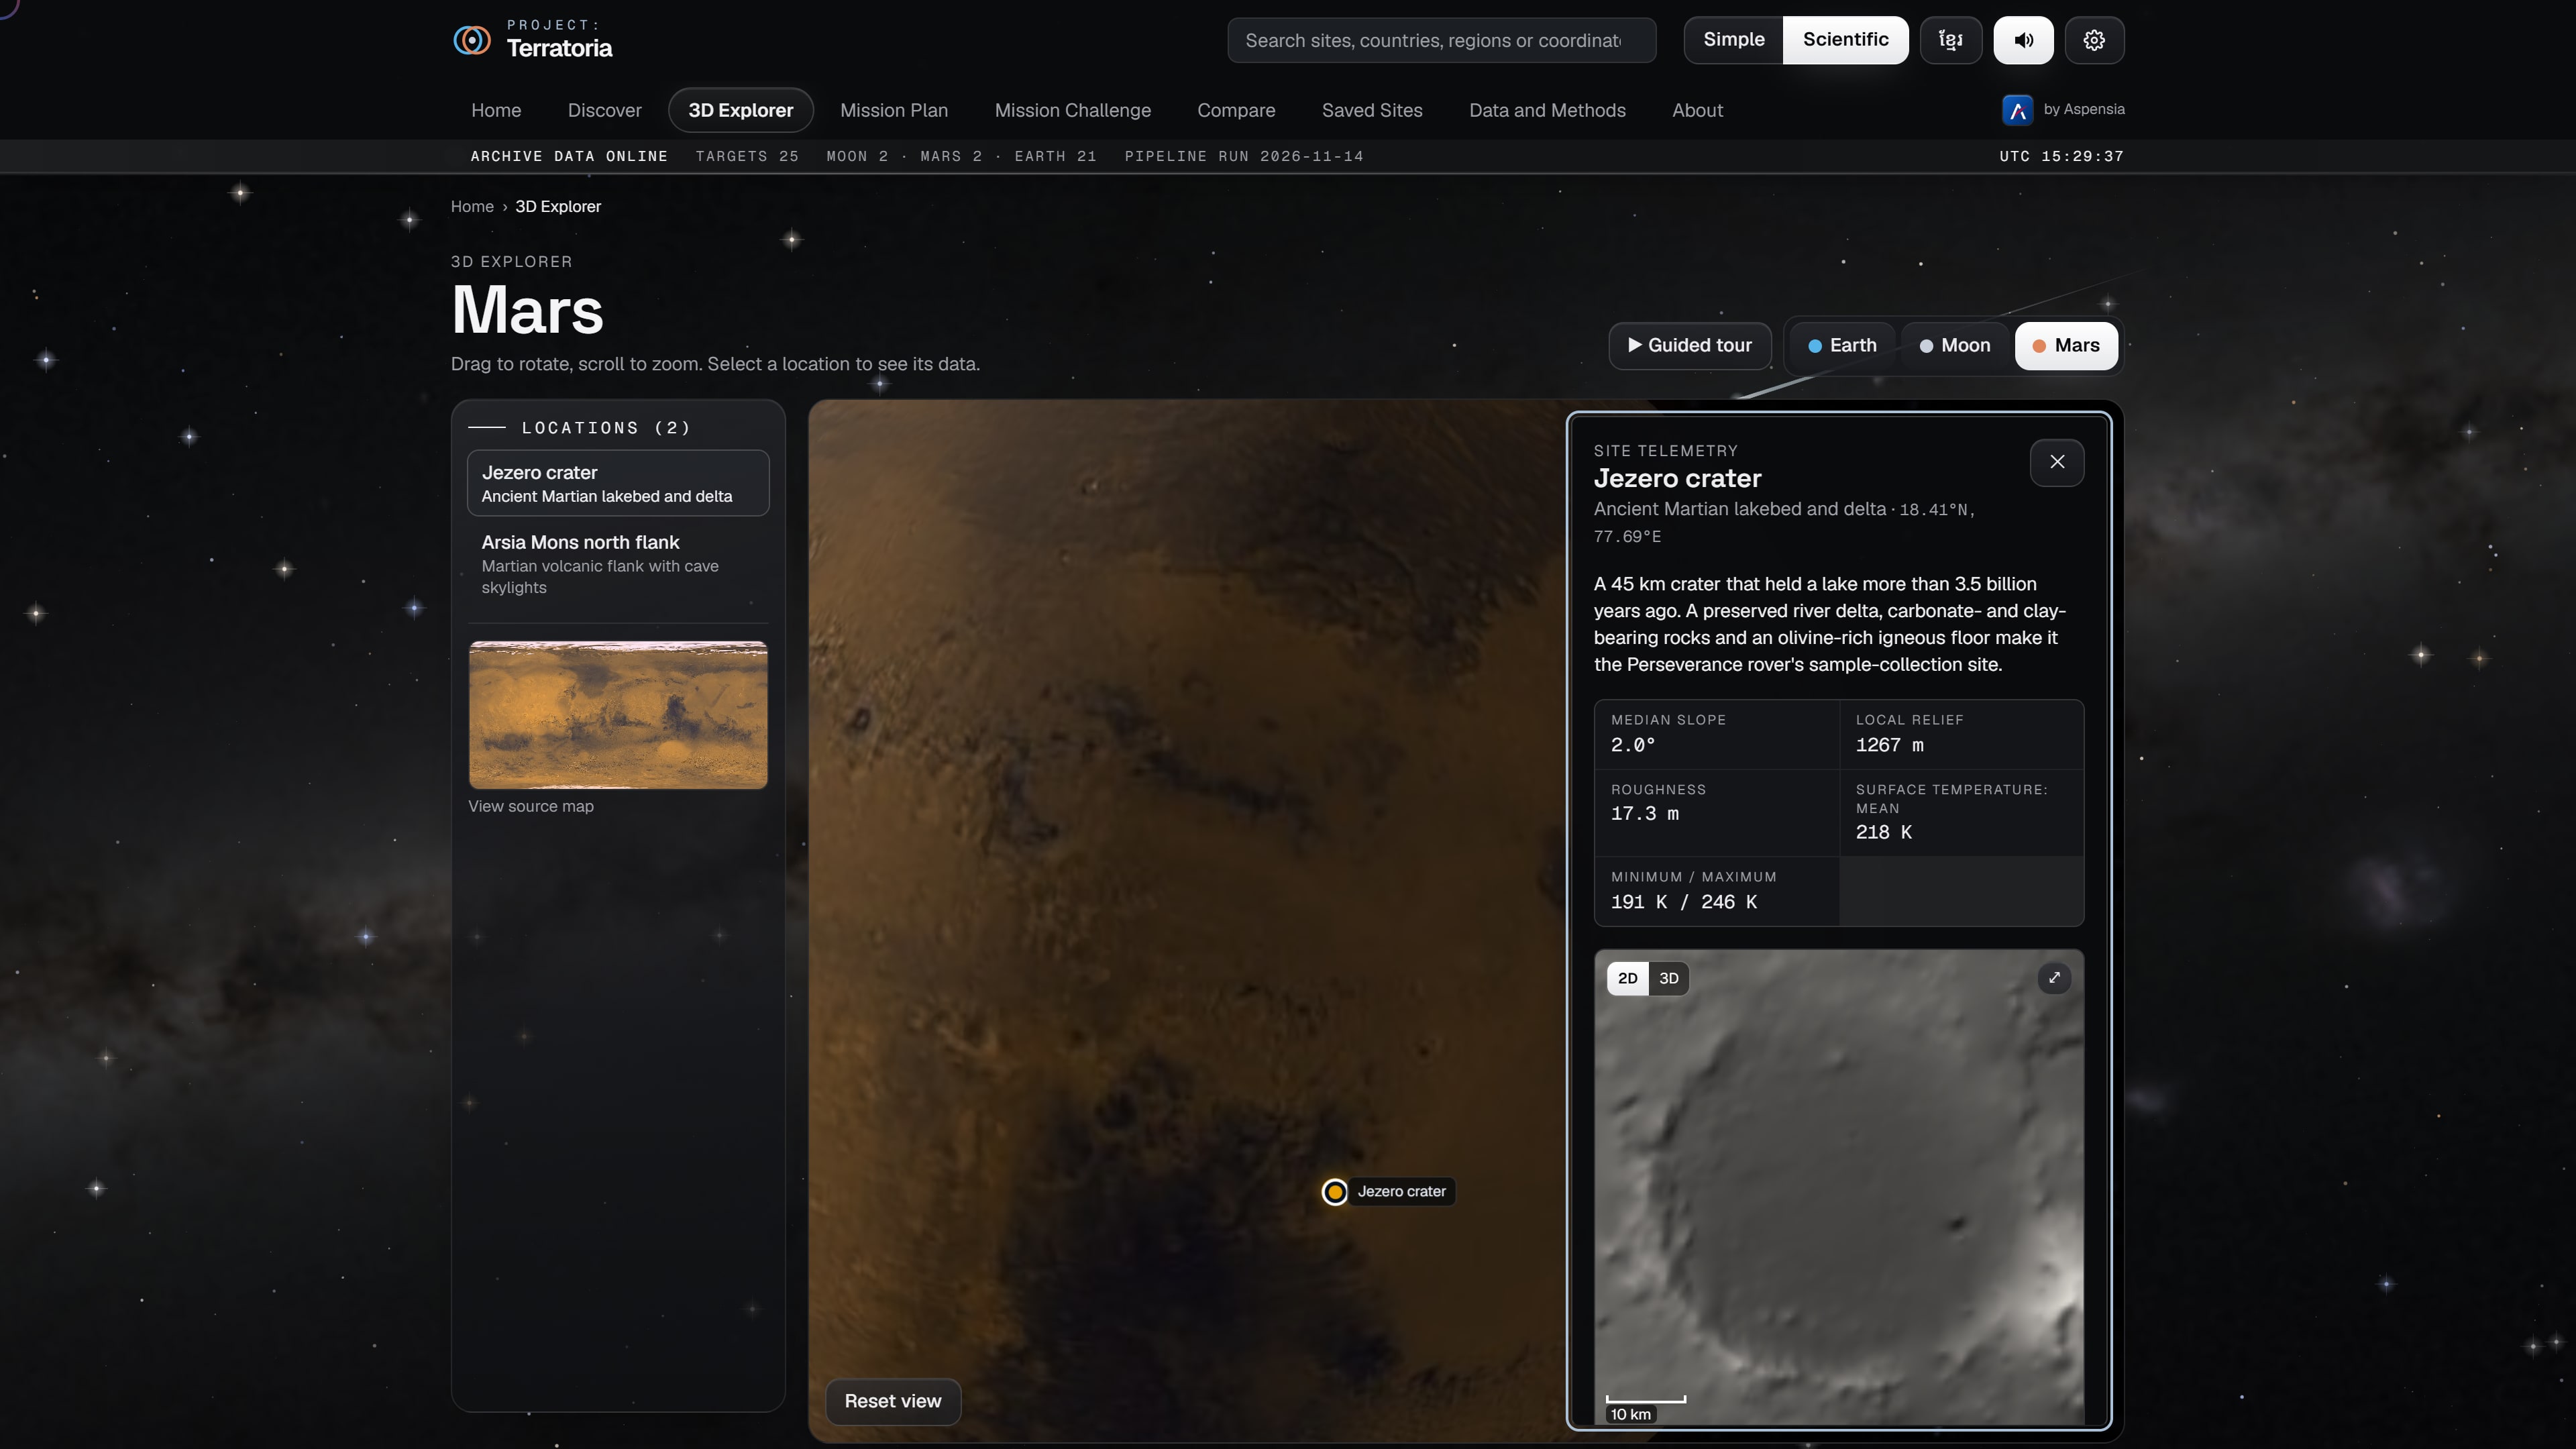 PROJECT:
Terratoria
Search sites, countries, regions or coordinat
Simple
Scientific
ខ្មែរ
Home
Discover
3D Explorer
Mission Plan
Mission Challenge
Compare
Saved Sites
Data and Methods
About
by Aspensia
ARCHIVE DATA ONLINE
TARGETS 25
MOON 2 · MARS 2 · EARTH 21
PIPELINE RUN 2026-11-14
UTC 15:29:37
Home › 3D Explorer
3D EXPLORER
Mars
Drag to rotate, scroll to zoom. Select a location to see its data.
Guided tour
Earth
Moon
Mars
LOCATIONS (2)
Jezero crater
Ancient Martian lakebed and delta
Arsia Mons north flank
Martian volcanic flank with cave
skylights
View source map
Jezero crater
Reset view
SITE TELEMETRY
Jezero crater
Ancient Martian lakebed and delta · 18.41°N,
77.69°E
A 45 km crater that held a lake more than 3.5 billion
years ago. A preserved river delta, carbonate- and clay-
bearing rocks and an olivine-rich igneous floor make it
the Perseverance rover's sample-collection site.
MEDIAN SLOPE
2.0°
LOCAL RELIEF
1267 m
ROUGHNESS
17.3 m
SURFACE TEMPERATURE:
MEAN
218 K
MINIMUM / MAXIMUM
191 K / 246 K
2D
3D
10 km